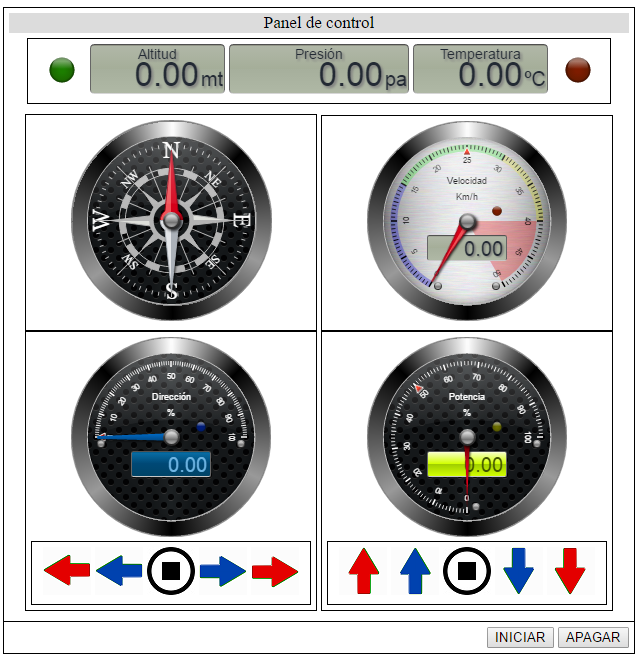 Panel de control
Altitud
0.00mt
Presión
0.00pa
Temperatura
0.00ºC
N
NE
E
SE
S
SW
W
NW
5
10
15
20
25
30
35
40
45
50
Velocidad
Km/h
0.00
0
10
20
30
40
50
60
70
80
90
100
Dirección
%
0.00
0
10
20
30
40
50
60
70
80
90
100
Potencia
%
0.00
INICIAR
APAGAR